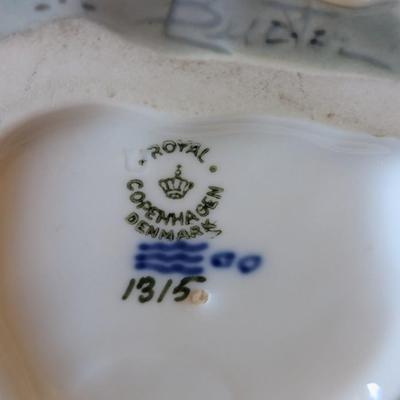 ROYAL
COPENHAGEN
DENMARK
1315